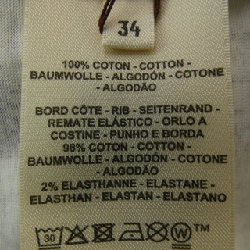 34
100% COTON - COTTON -
BAUMWOLLE - ALGODÓN - COTONE
- ALGODÃO
BORD CÔTE - RIB - SEITENRAND -
REMATE ELÁSTICO - ORLO A
COSTINE - PUNHO E BORDA
98% COTON - COTTON -
BAUMWOLLE - ALGODÓN - COTONE
- ALGODÃO
2% ELASTHANNE - ELASTANE -
ELASTHAN - ELASTAN - ELASTANO
30